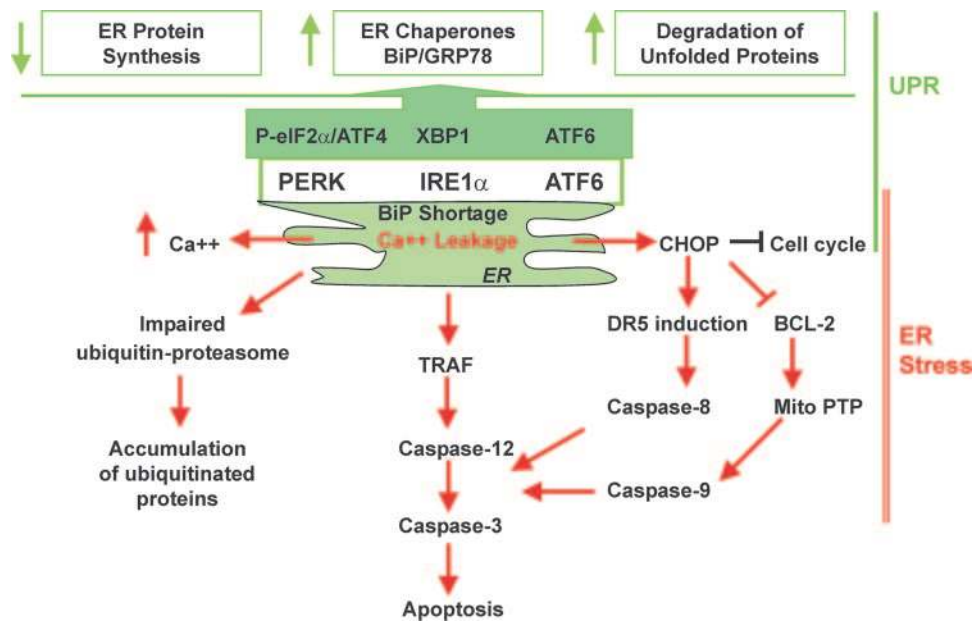 ER Protein
Synthesis
ER Chaperones
BiP/GRP78
Degradation of
Unfolded Proteins
UPR
P-eIF2α/ATF4
XBP1
ATF6
PERK
IRE1α
ATF6
BiP Shortage
Ca++ Leakage
ER
Ca++
CHOP
Cell cycle
Impaired
ubiquitin-proteasome
DR5 induction
BCL-2
ER
Stress
TRAF
Caspase-8
Mito PTP
Accumulation
of ubiquitinated
proteins
Caspase-12
Caspase-9
Caspase-3
Apoptosis